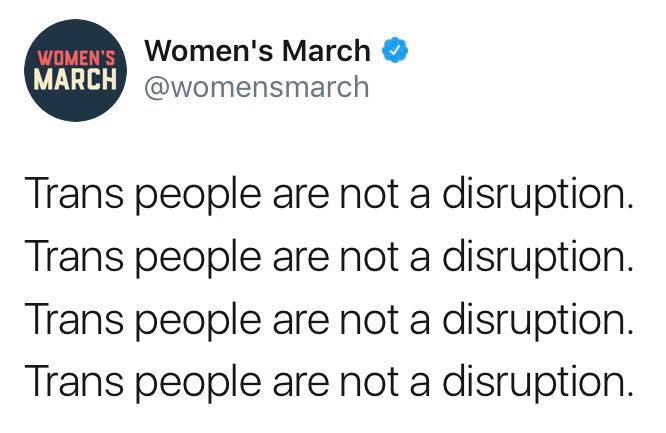 WOMEN'S
MARCH
Women's March
@womensmarch
Trans people are not a disruption.
Trans people are not a disruption.
Trans people are not a disruption.
Trans people are not a disruption.